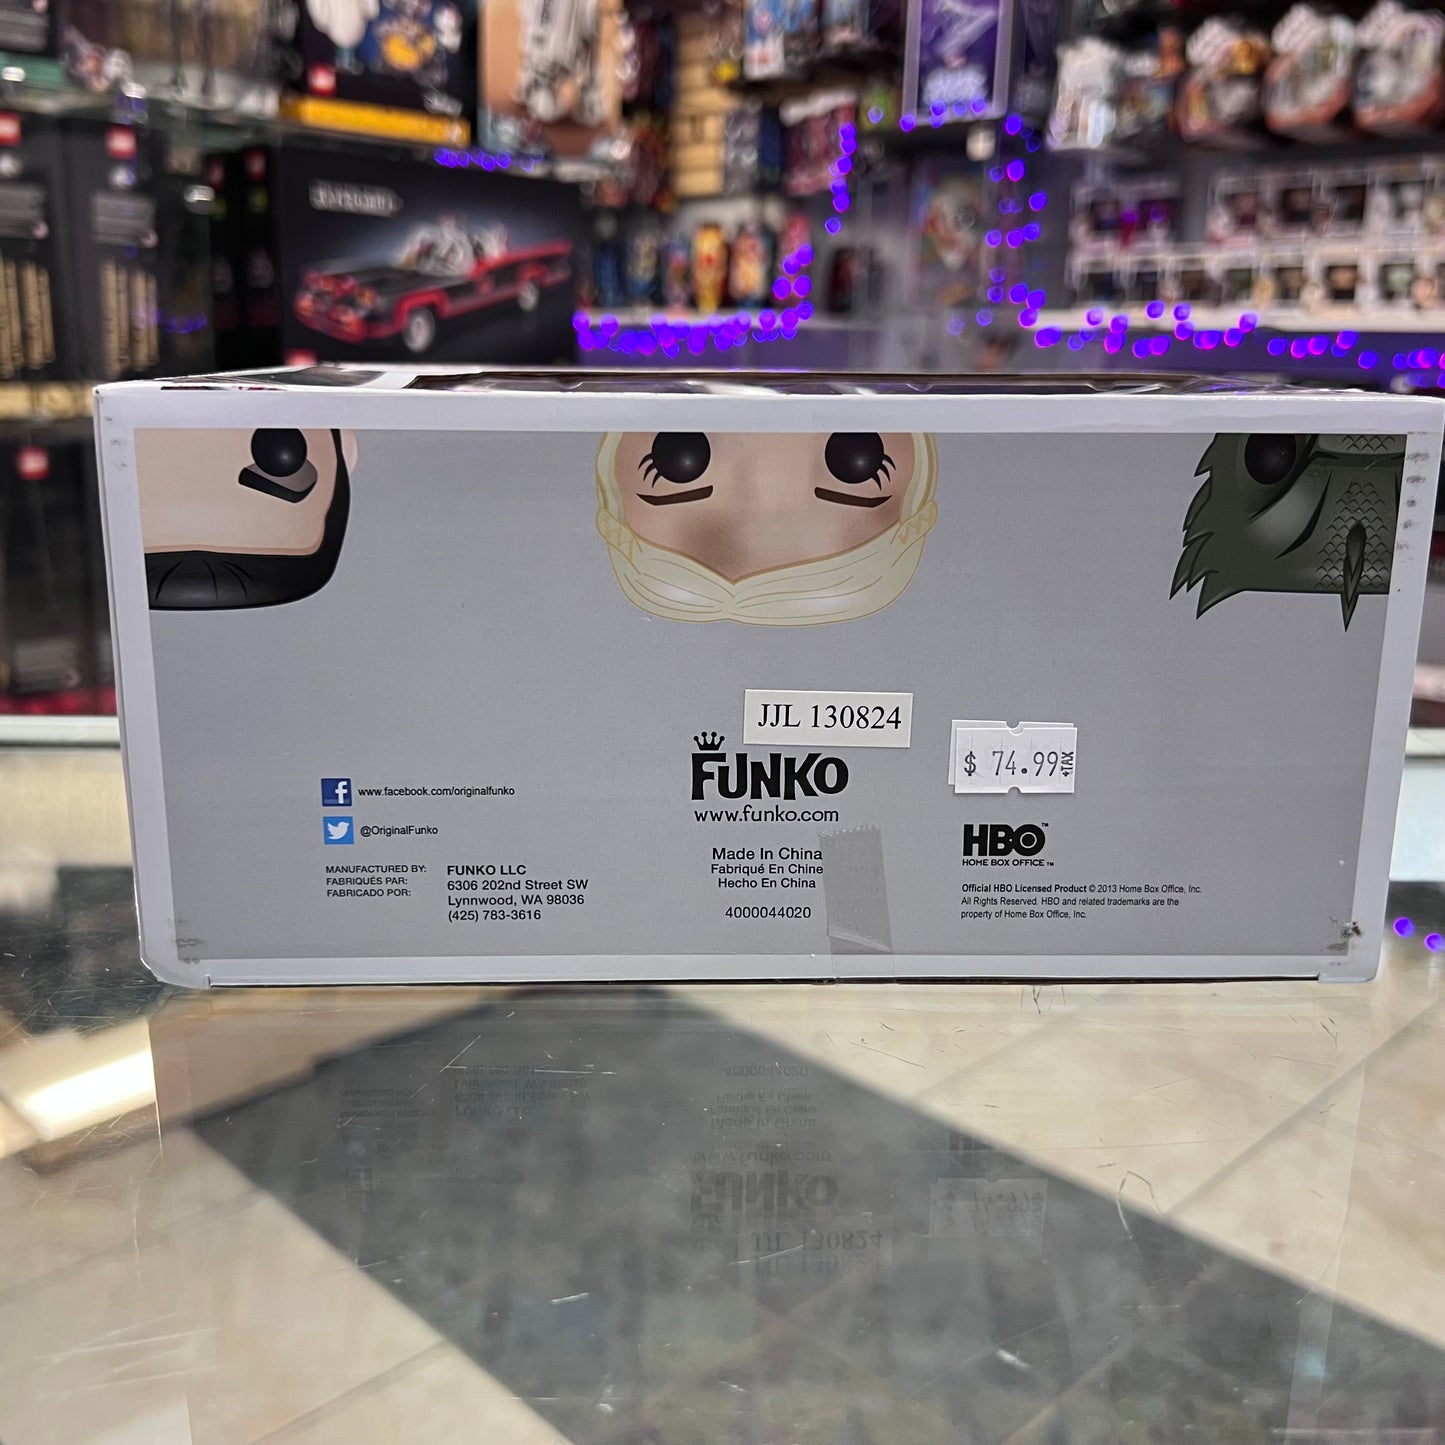 JJL 130824
FUNKO
www.funko.com
Made In China
Fabriqué En Chine
Hecho En China
4000044020
www.facebook.com/originalfunko
@OriginalFunko
MANUFACTURED BY:
FABRIQUÉS PAR:
FABRICADO POR:
FUNKO LLC
6306 202nd Street SW
Lynnwood, WA 98036
(425) 783-3616
$ 74.99
+TAX
HBO™
HOME BOX OFFICE™
Official HBO Licensed Product © 2013 Home Box Office, Inc.
All Rights Reserved. HBO and related trademarks are the
property of Home Box Office, Inc.